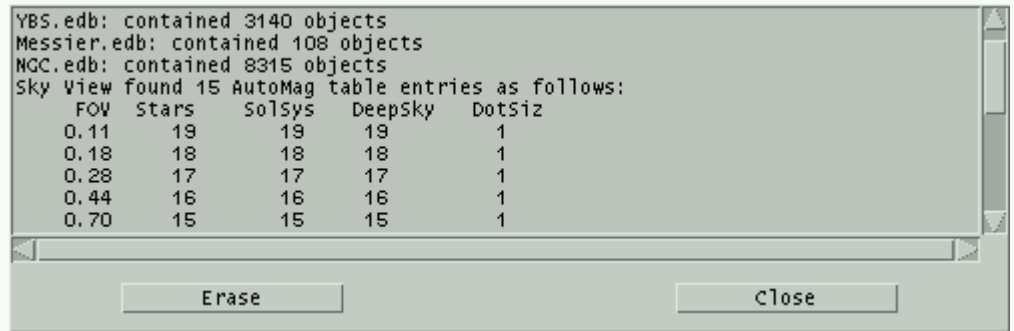 YBS.edb: contained 3140 objects
Messier.edb: contained 108 objects
NGC.edb: contained 8315 objects
Sky View found 15 AutoMag table entries as follows:
FOV Stars SolSys DeepSky DotSiz
0.11 19 19 19 1
0.18 18 18 18 1
0.28 17 17 17 1
0.44 16 16 16 1
0.70 15 15 15 1
Erase Close